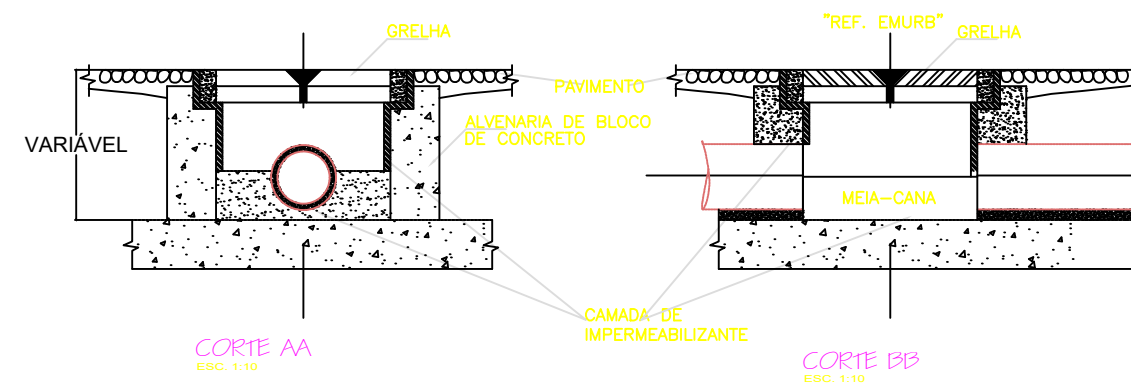 "REF. EMURB"
GRELHA
GRELHA
PAVIMENTO
ALVENARIA DE BLOCO
DE CONCRETO
VARIÁVEL
MEIA-CANA
CAMADA DE
IMPERMEABILIZANTE
CORTE AA
ESC. 1:10
CORTE BB
ESC. 1:10